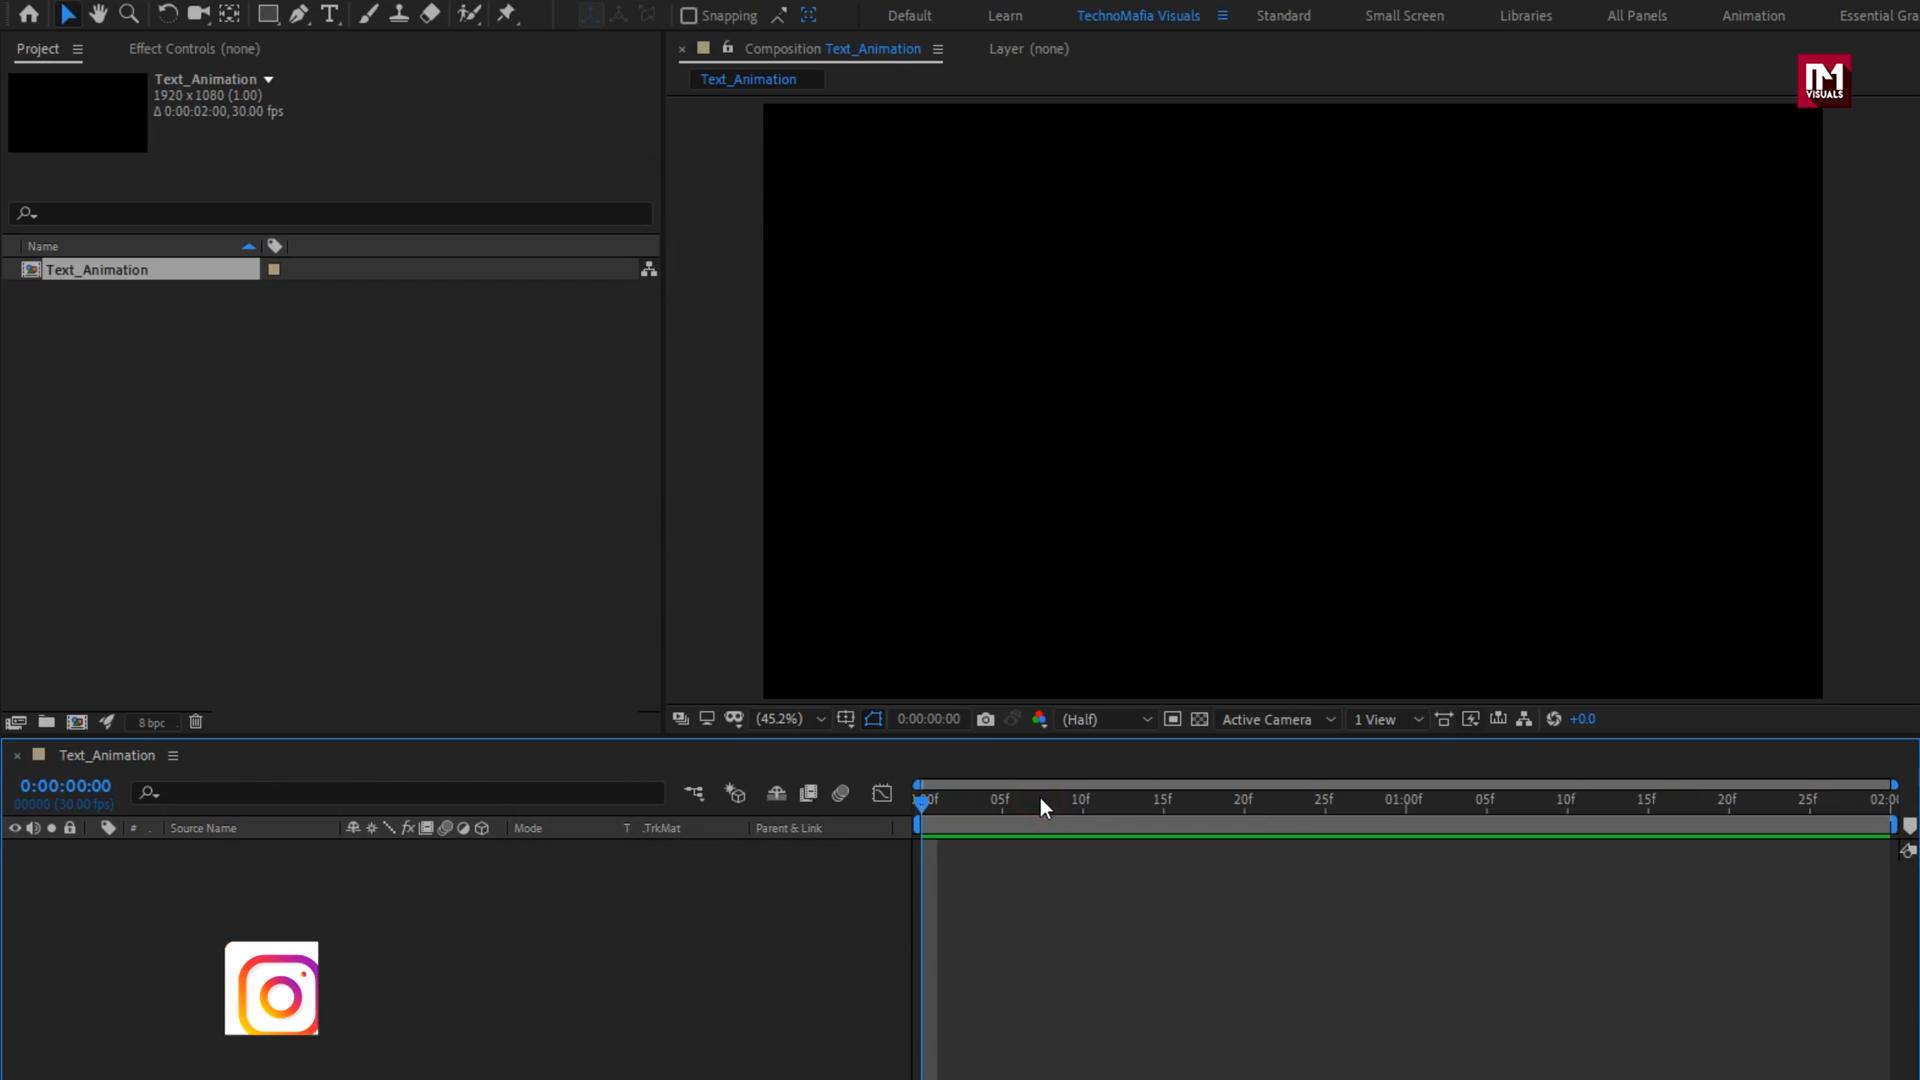 Snapping
Default
Learn
TechnoMafia Visuals
Standard
Small Screen
Libraries
All Panels
Animation
Essential Gra
Project
Effect Controls (none)
Composition Text_Animation
Layer (none)
Text_Animation
1920 x 1080 (1.00)
Δ 0:00:02:00, 30.00 fps
Text_Animation
VISUALS
Name
Text_Animation
8 bpc
(45.2%)
0:00:00:00
(Half)
Active Camera
1 View
+0.0
Text_Animation
0:00:00:00
00000 (30.00 fps)
05f
10f
15f
20f
25f
01:00f
05f
10f
15f
20f
25f
02:00
#
Source Name
Mode
T .TrkMat
Parent & Link